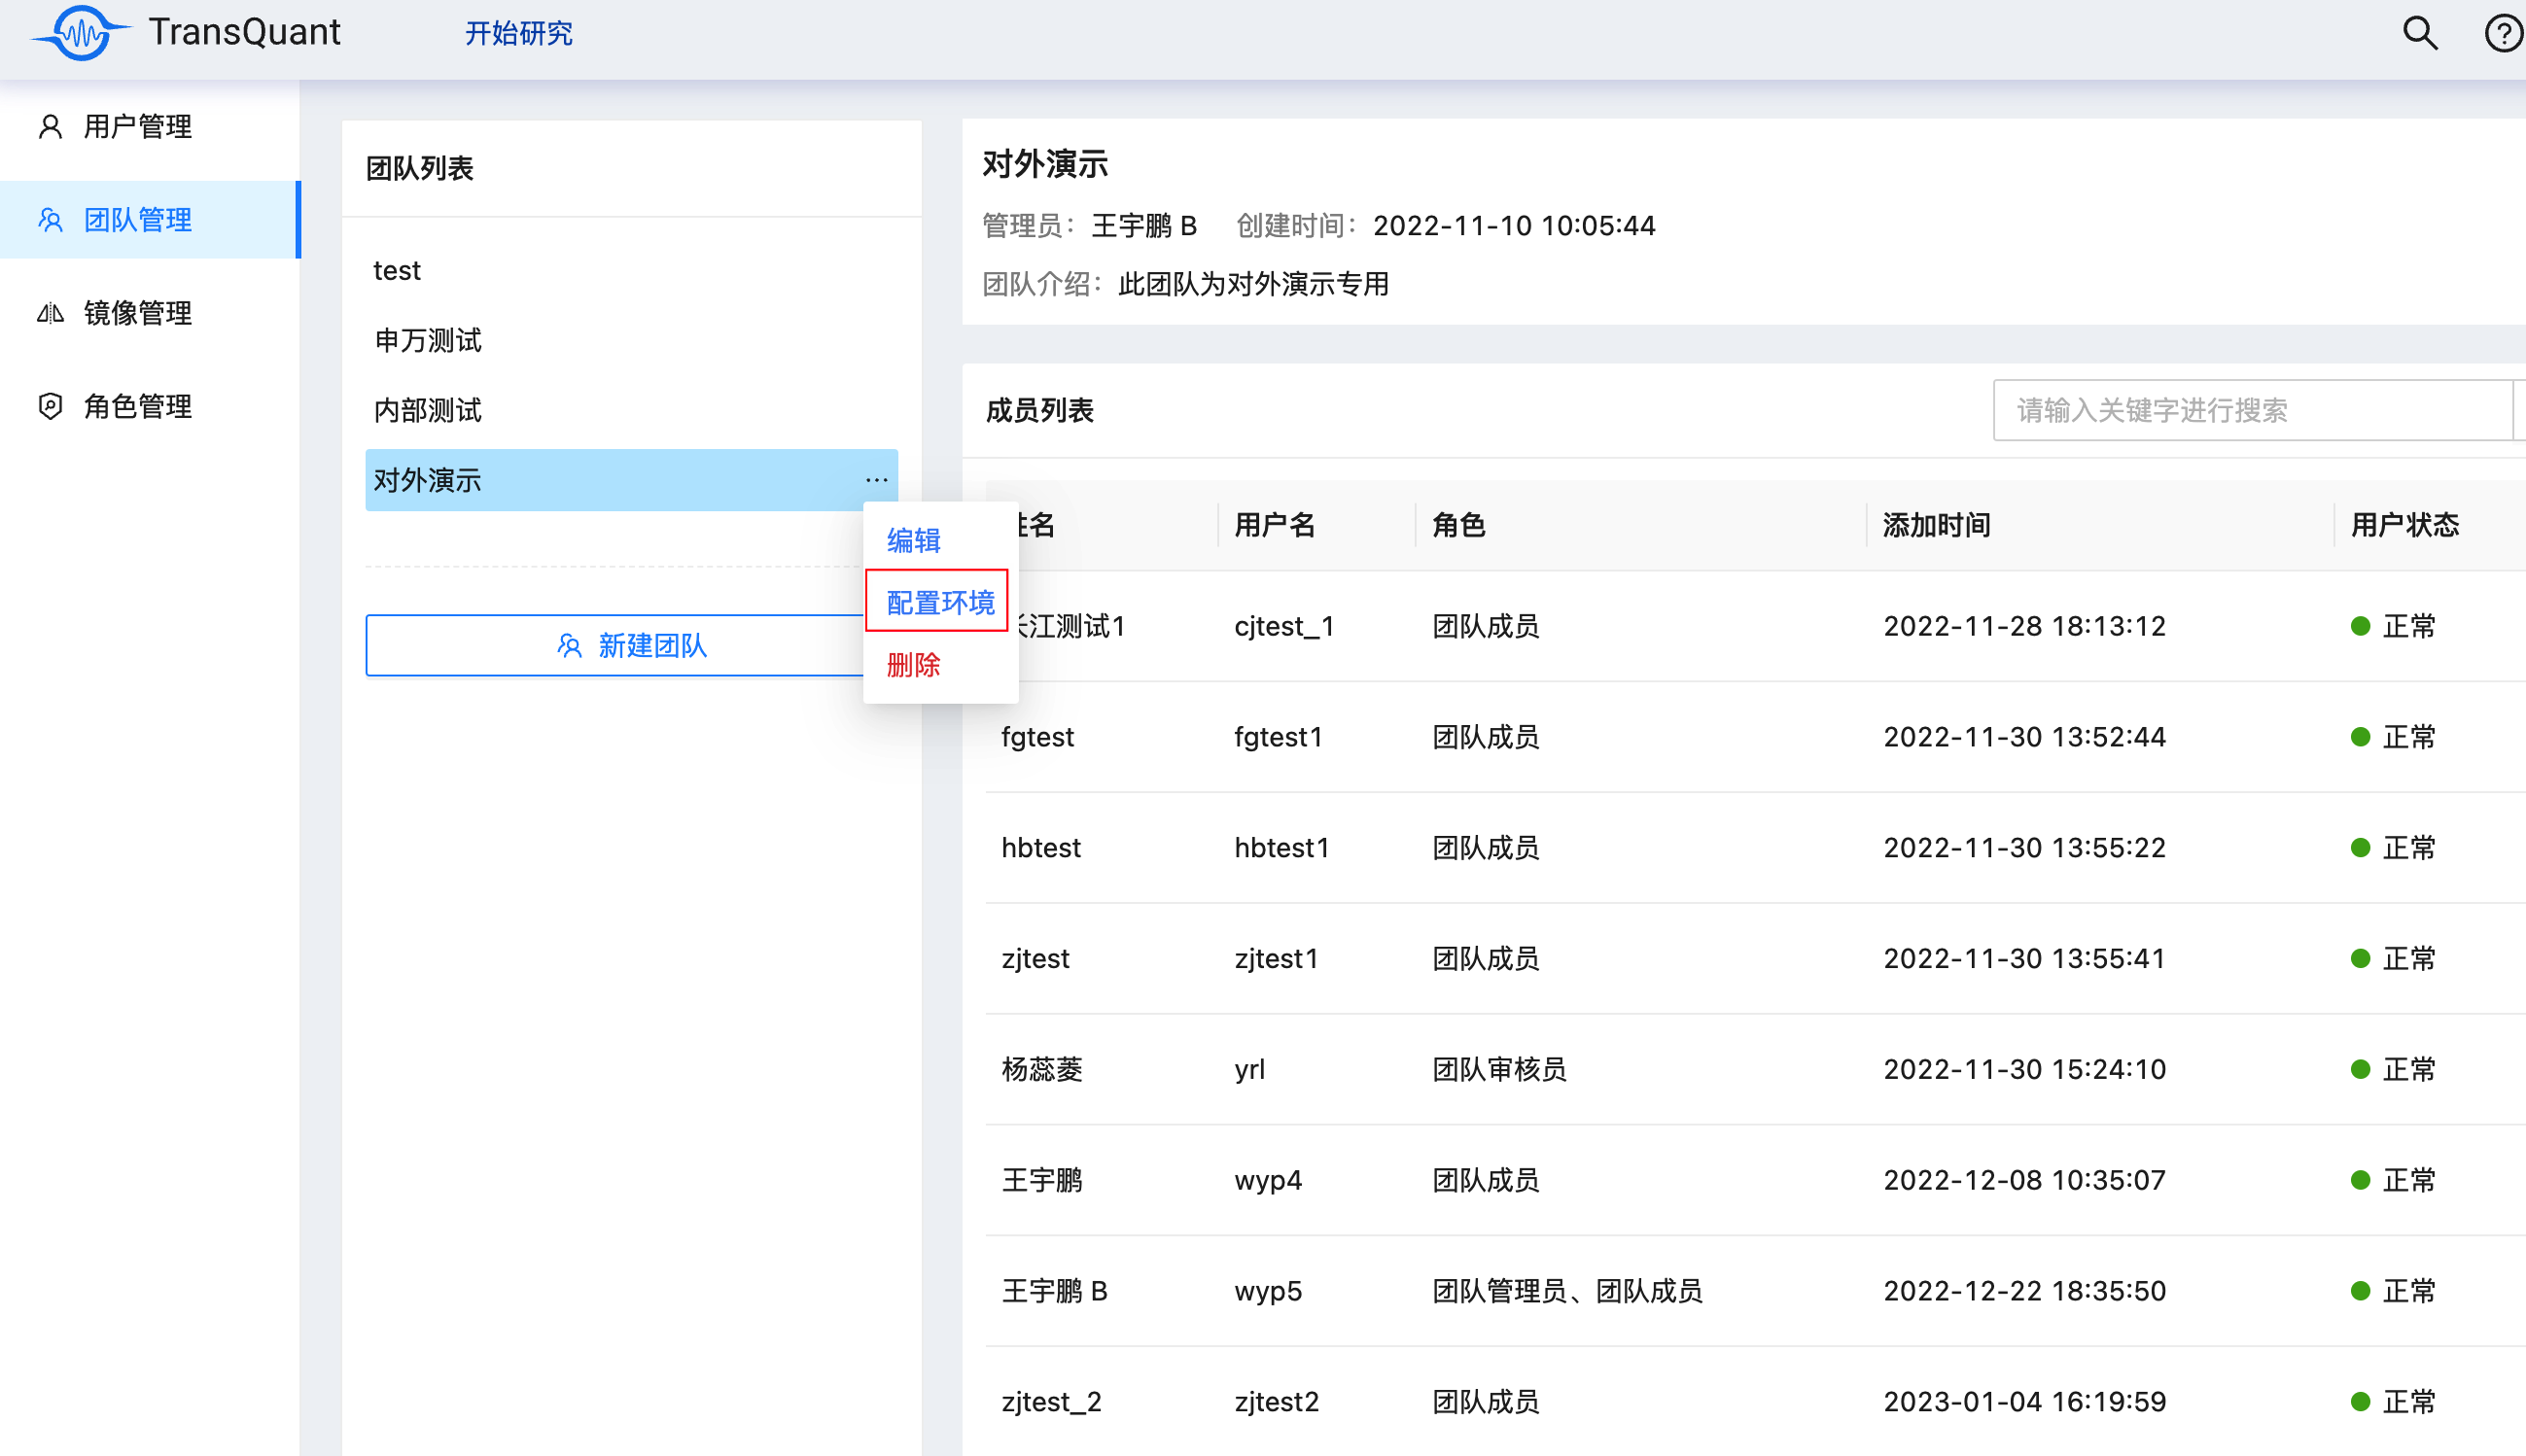 TransQuant
开始研究
用户管理
团队管理
镜像管理
角色管理
团队列表
test
申万测试
内部测试
对外演示 ···
编辑
配置环境
删除
新建团队
对外演示
管理员： 王宇鹏 B 创建时间： 2022-11-10 10:05:44
团队介绍： 此团队为对外演示专用
成员列表
请输入关键字进行搜索
名 用户名 角色 添加时间 用户状态
江测试1 cjtest_1 团队成员 2022-11-28 18:13:12 正常
fgtest fgtest1 团队成员 2022-11-30 13:52:44 正常
hbtest hbtest1 团队成员 2022-11-30 13:55:22 正常
zjtest zjtest1 团队成员 2022-11-30 13:55:41 正常
杨蕊菱 yrl 团队审核员 2022-11-30 15:24:10 正常
王宇鹏 wyp4 团队成员 2022-12-08 10:35:07 正常
王宇鹏 B wyp5 团队管理员、团队成员 2022-12-22 18:35:50 正常
zjtest_2 zjtest2 团队成员 2023-01-04 16:19:59 正常